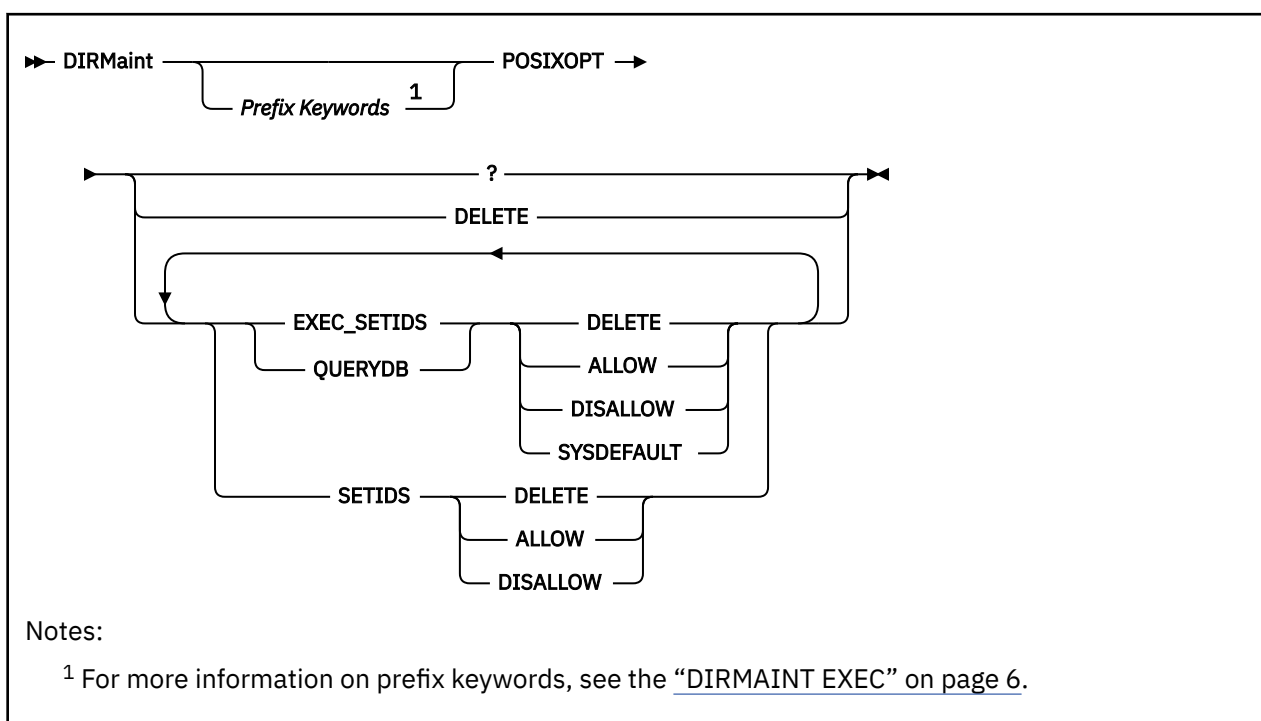 DIRMaint POSIXOPT
Prefix Keywords 1
?
DELETE
EXEC_SETIDS DELETE
QUERYDB ALLOW
DISALLOW
SYSDEFAULT
SETIDS DELETE
ALLOW
DISALLOW
Notes:
1 For more information on prefix keywords, see the “DIRMAINT EXEC” on page 6.